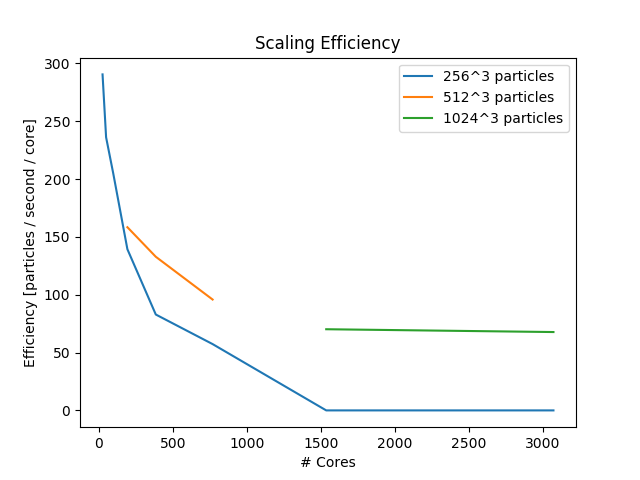 Scaling Efficiency
Efficiency [particles / second / core]
300
250
200
150
100
50
0
256^3 particles
512^3 particles
1024^3 particles
0 500 1000 1500 2000 2500 3000
# Cores